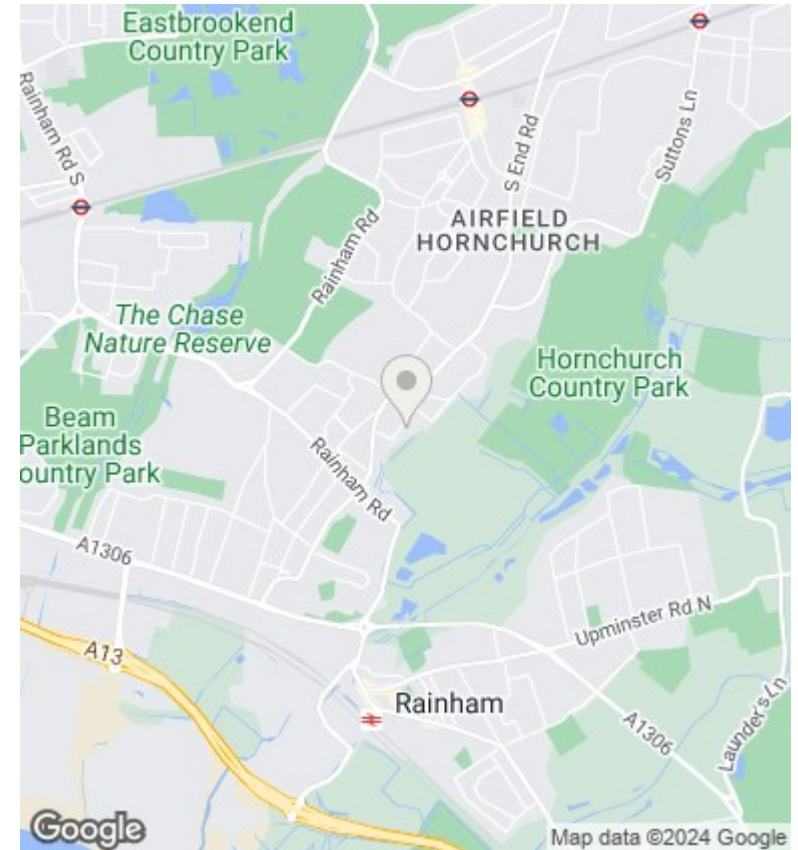 Eastbrookend
Country Park
Rainham Rd S
S End Rd
Suttons Ln
AIRFIELD
HORNCHURCH
Rainham Rd
The Chase
Nature Reserve
Hornchurch
Country Park
Beam
Parklands
ountry Park
Rainham Rd
A1306
Upminster Rd N
A13
Rainham
A1306
Launder's Ln
Google
Map data ©2024 Google